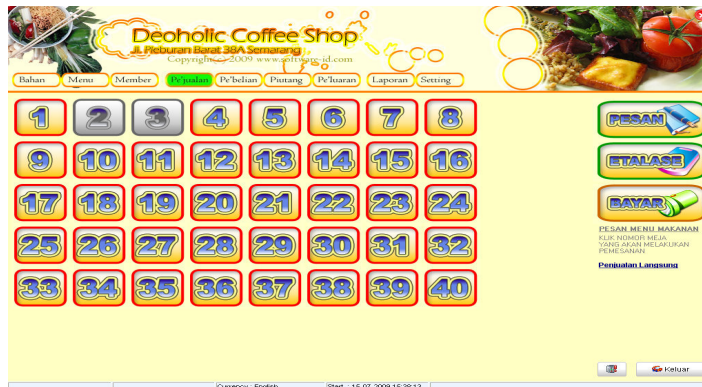 Deoholic Coffee Shop
Jl. Pleburan Barat 38A Semarang
Copyright (c) 2009 www.software-id.com
Bahan Menu Member Pe'jualan Pe'belian Piutang Pe'luaran Laporan Setting
1 2 3 4 5 6 7 8
PESAN
9 10 11 12 13 14 15 16
ETALASE
17 18 19 20 21 22 23 24
BAYAR
PESAN MENU MAKANAN
KLIK NOMOR MEJA
YANG AKAN MELAKUKAN
PEMESANAN
25 26 27 28 29 30 31 32
Penjualan Langsung
33 34 35 36 37 38 39 40
Keluar
Currency : English Start : 15-07-2009 15:38:13